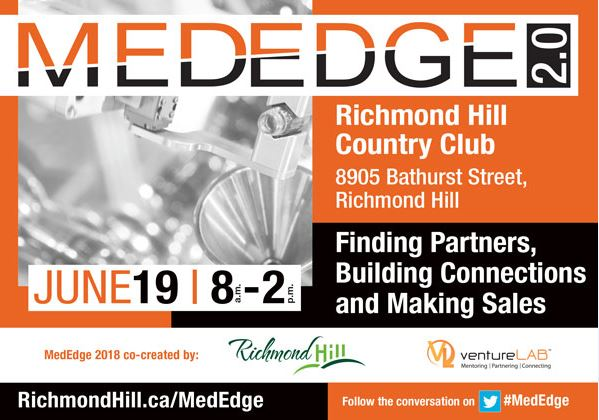 MEDEDGE 2.0
Richmond Hill
Country Club
8905 Bathurst Street,
Richmond Hill
Finding Partners,
Building Connections
and Making Sales
JUNE19 | 8a.m.-2p.m.
MedEdge 2018 co-created by:
Richmond Hill
ventureLAB™
Mentoring | Partnering | Connecting
RichmondHill.ca/MedEdge
Follow the conversation on #MedEdge